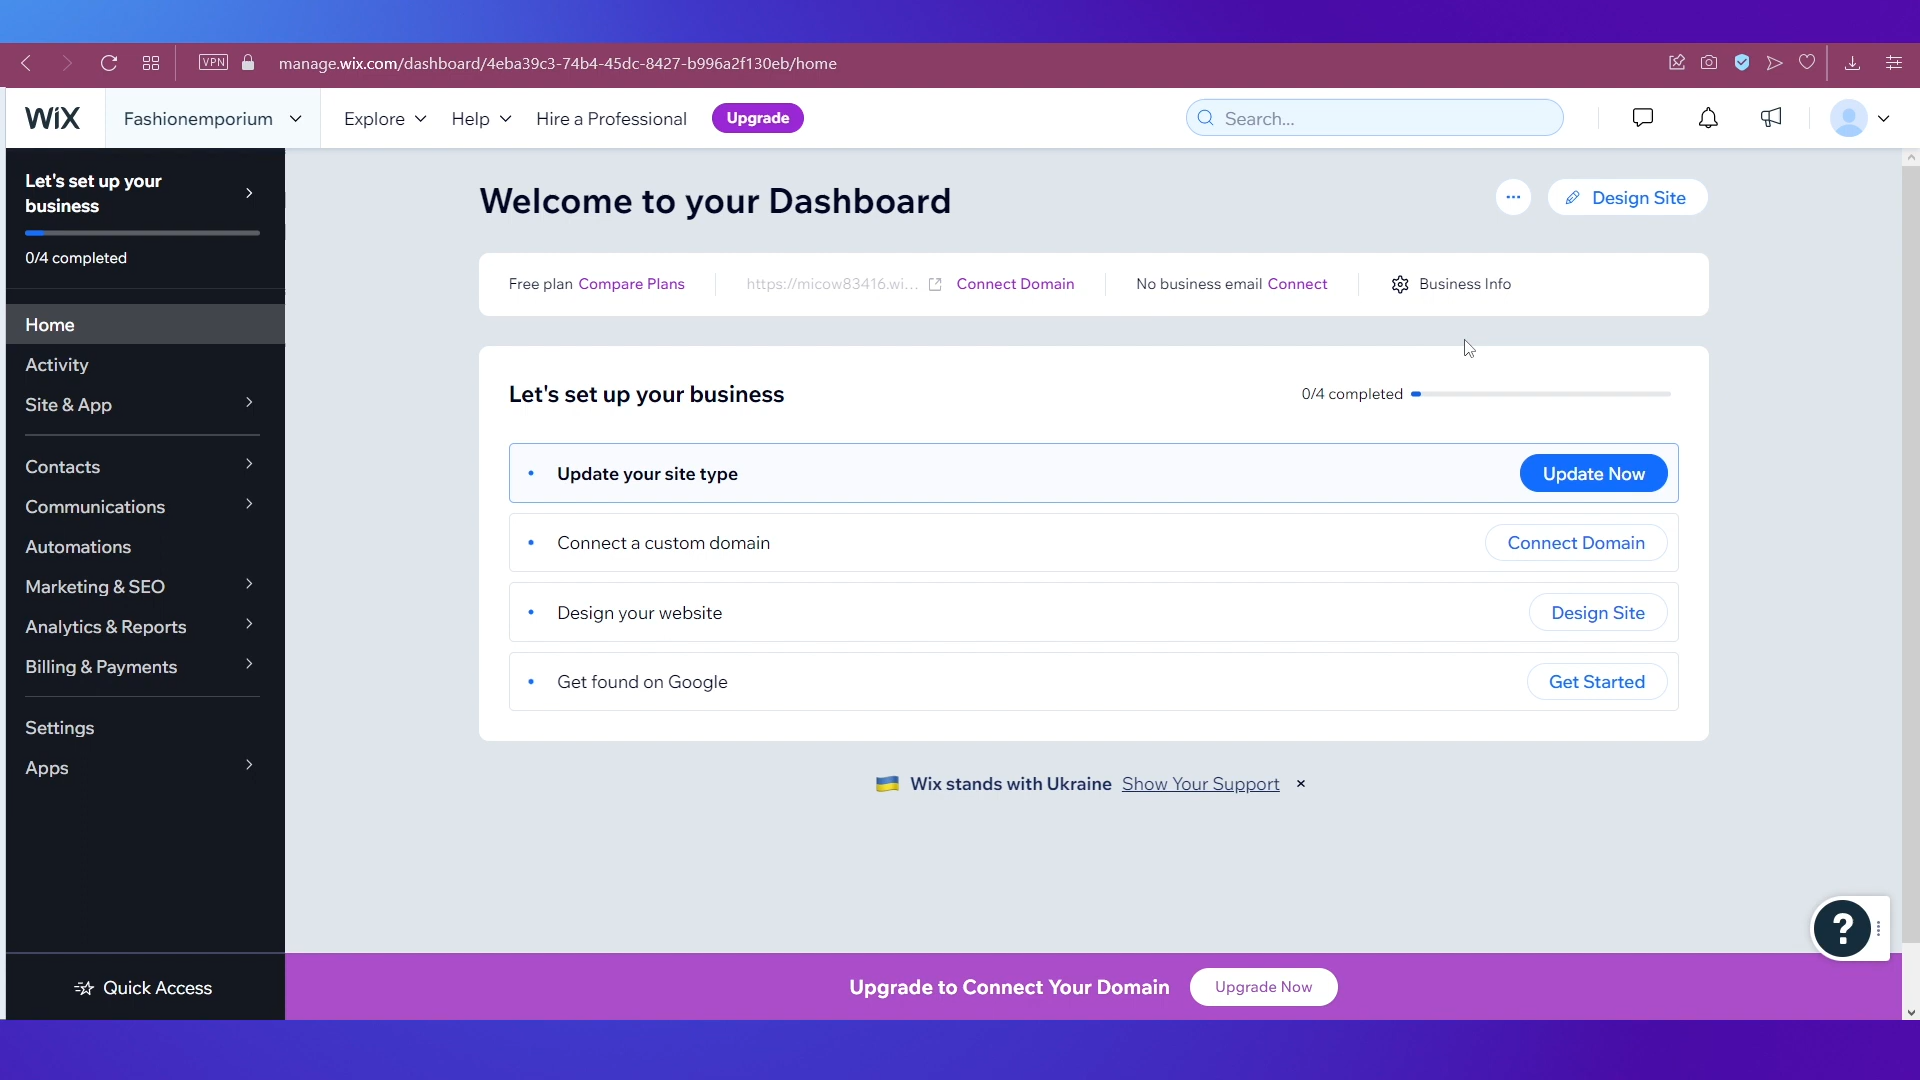 VPN manage.wix.com/dashboard/4eba39c3-74b4-45dc-8427-b996a2f130eb/home
WIX Fashionemporium Explore Help Hire a Professional Upgrade Search...
Let's set up your
business
0/4 completed
Home
Activity
Site & App
Contacts
Communications
Automations
Marketing & SEO
Analytics & Reports
Billing & Payments
Settings
Apps
Quick Access
Welcome to your Dashboard
... Design Site
Free plan Compare Plans https://micow83416.wi... Connect Domain No business email Connect Business Info
Let's set up your business 0/4 completed
Update your site type Update Now
Connect a custom domain Connect Domain
Design your website Design Site
Get found on Google Get Started
Wix stands with Ukraine Show Your Support ×
?
Upgrade to Connect Your Domain Upgrade Now